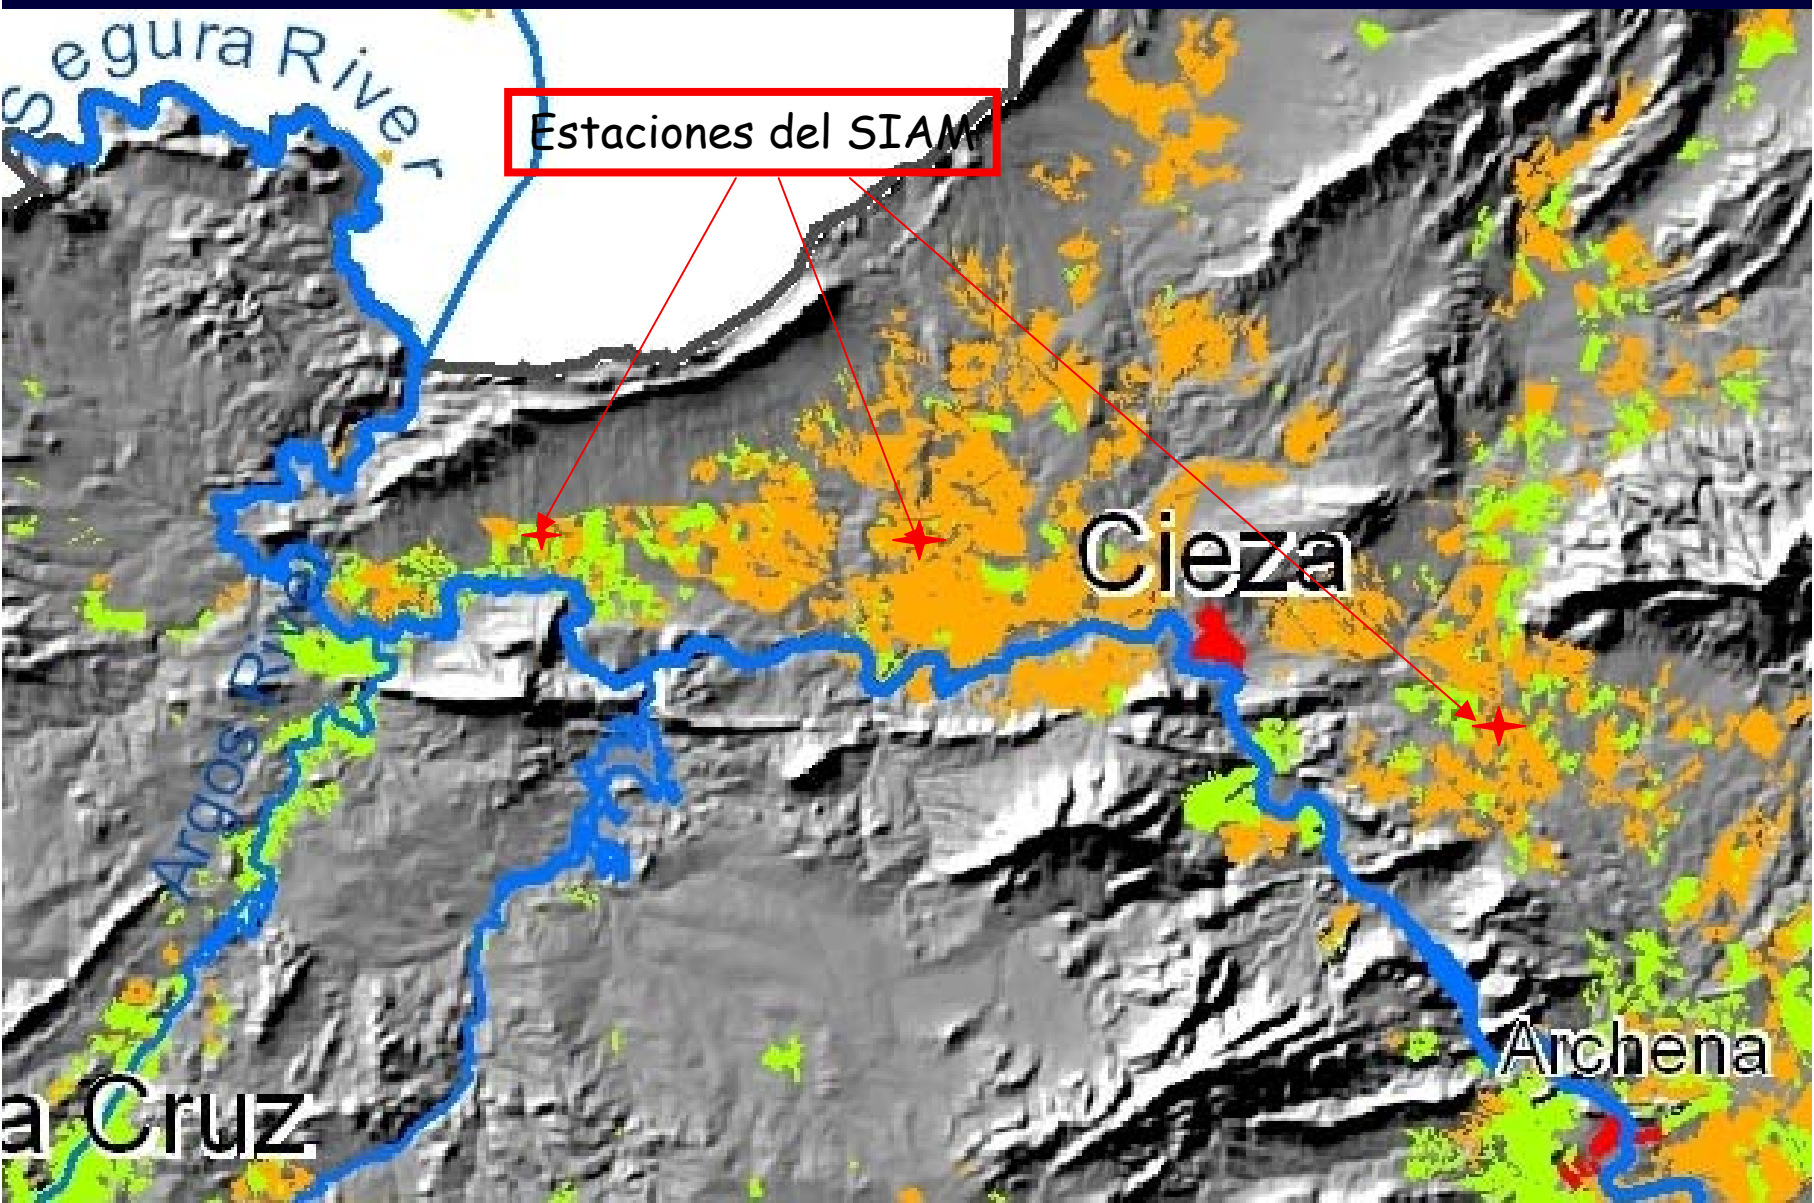 Segura River
Estaciones del SIAM
Cieza
Argos River
Archena
a Cruz